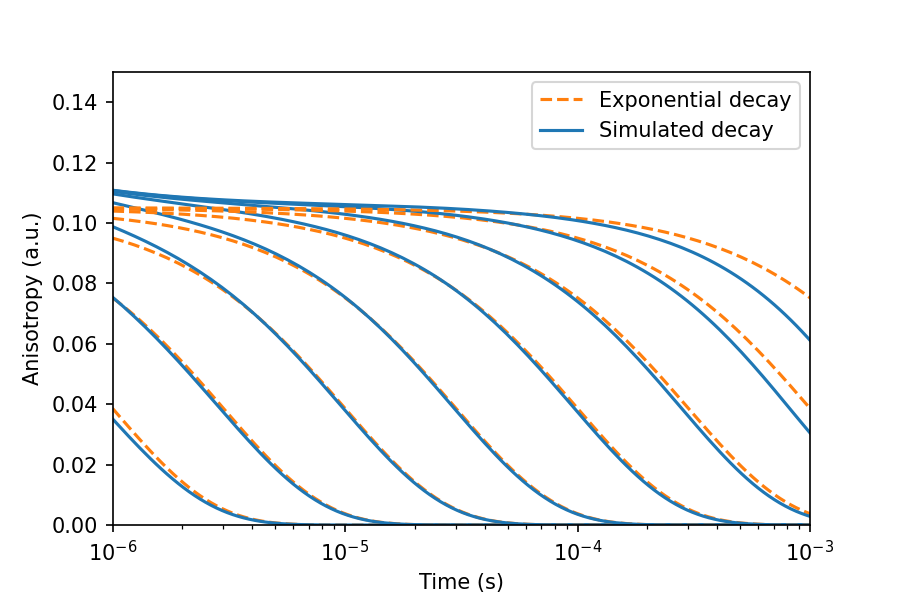 Exponential decay
Simulated decay
Anisotropy (a.u.)
0.14
0.12
0.10
0.08
0.06
0.04
0.02
0.00
10⁻⁶ 10⁻⁵ 10⁻⁴ 10⁻³
Time (s)